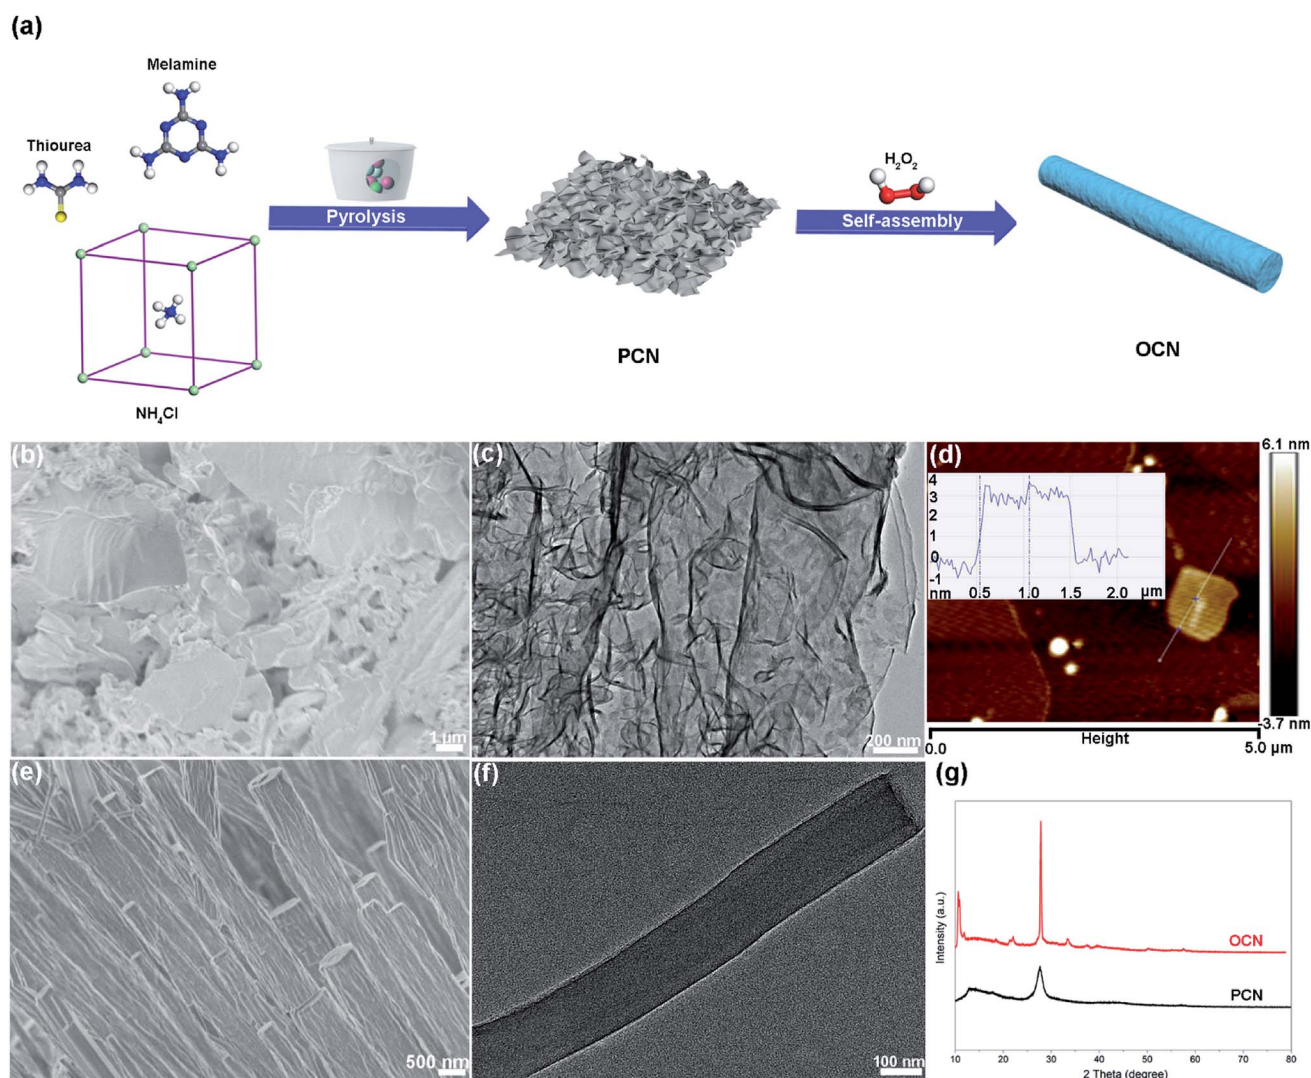 (a)
Melamine
Thiourea
NH4Cl
Pyrolysis
PCN
H2O2
Self-assembly
OCN
(b)
1 µm
(c)
200 nm
(d)
4
3
2
1
0
-1
nm
0.5
1.0
1.5
2.0
µm
6.1 nm
-3.7 nm
0.0
Height
5.0 µm
(e)
500 nm
(f)
100 nm
(g)
Intensity (a.u.)
OCN
PCN
10
20
30
40
50
60
70
80
2 Theta (degree)